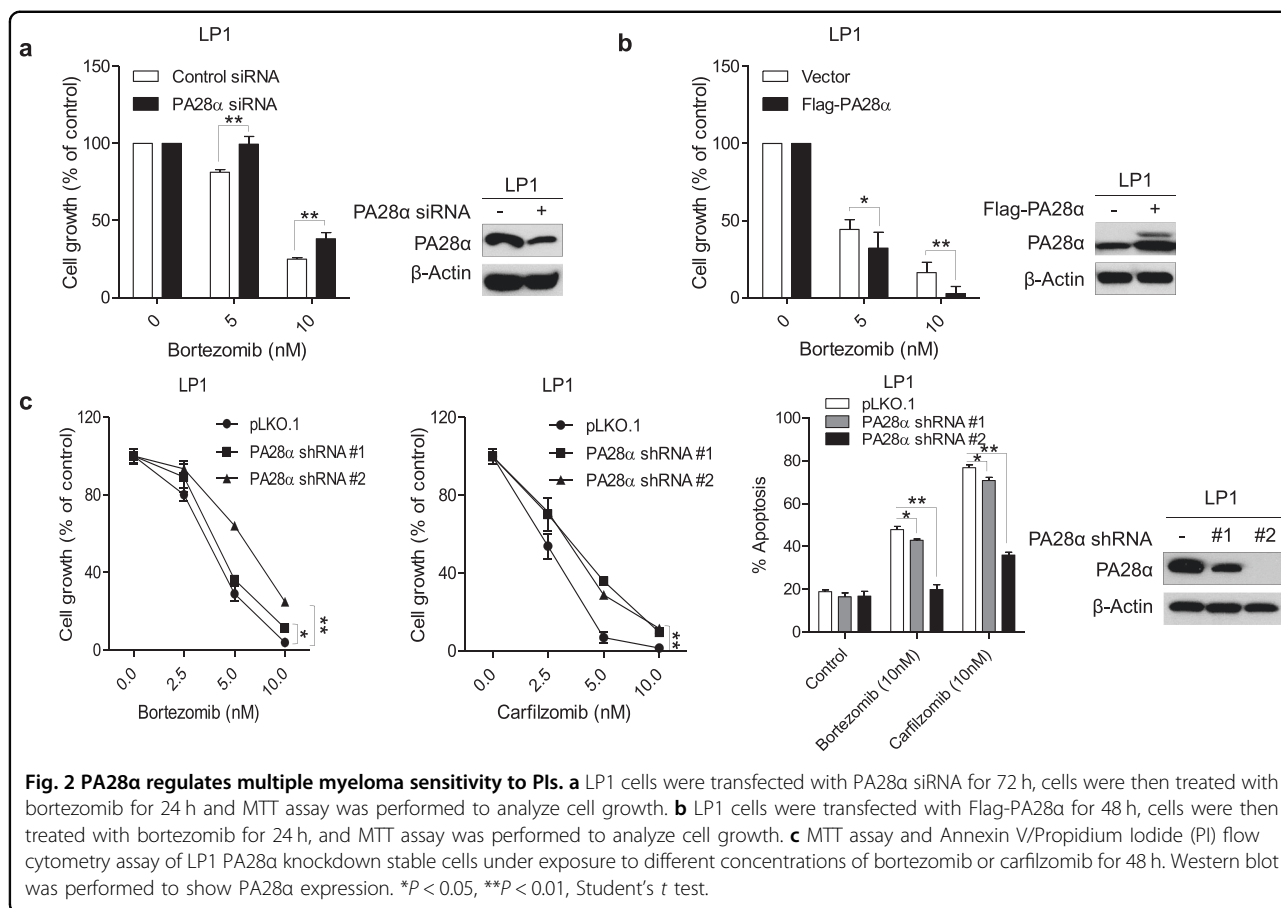 a
LP1
Control siRNA
PA28α siRNA
Cell growth (% of control)
150
100
50
0
**
**
0
5
10
Bortezomib (nM)
LP1
PA28α siRNA
-
+
PA28α
β-Actin
b
LP1
Vector
Flag-PA28α
Cell growth (% of control)
150
100
50
0
*
**
0
5
10
Bortezomib (nM)
LP1
Flag-PA28α
-
+
PA28α
β-Actin
c
LP1
pLKO.1
PA28α shRNA #1
PA28α shRNA #2
Cell growth (% of control)
120
80
40
0
*
**
0.0
2.5
5.0
10.0
Bortezomib (nM)
LP1
pLKO.1
PA28α shRNA #1
PA28α shRNA #2
Cell growth (% of control)
120
80
40
0
**
0.0
2.5
5.0
10.0
Carfilzomib (nM)
LP1
pLKO.1
PA28α shRNA #1
PA28α shRNA #2
% Apoptosis
100
80
60
40
20
0
**
*
**
*
Control
Bortezomib (10nM)
Carfilzomib (10nM)
LP1
PA28α shRNA
-
#1
#2
PA28α
β-Actin
Fig. 2 PA28α regulates multiple myeloma sensitivity to PIs. a LP1 cells were transfected with PA28α siRNA for 72 h, cells were then treated with
bortezomib for 24 h and MTT assay was performed to analyze cell growth. b LP1 cells were transfected with Flag-PA28α for 48 h, cells were then
treated with bortezomib for 24 h, and MTT assay was performed to analyze cell growth. c MTT assay and Annexin V/Propidium Iodide (PI) flow
cytometry assay of LP1 PA28α knockdown stable cells under exposure to different concentrations of bortezomib or carfilzomib for 48 h. Western blot
was performed to show PA28α expression. *P < 0.05, **P < 0.01, Student's t test.